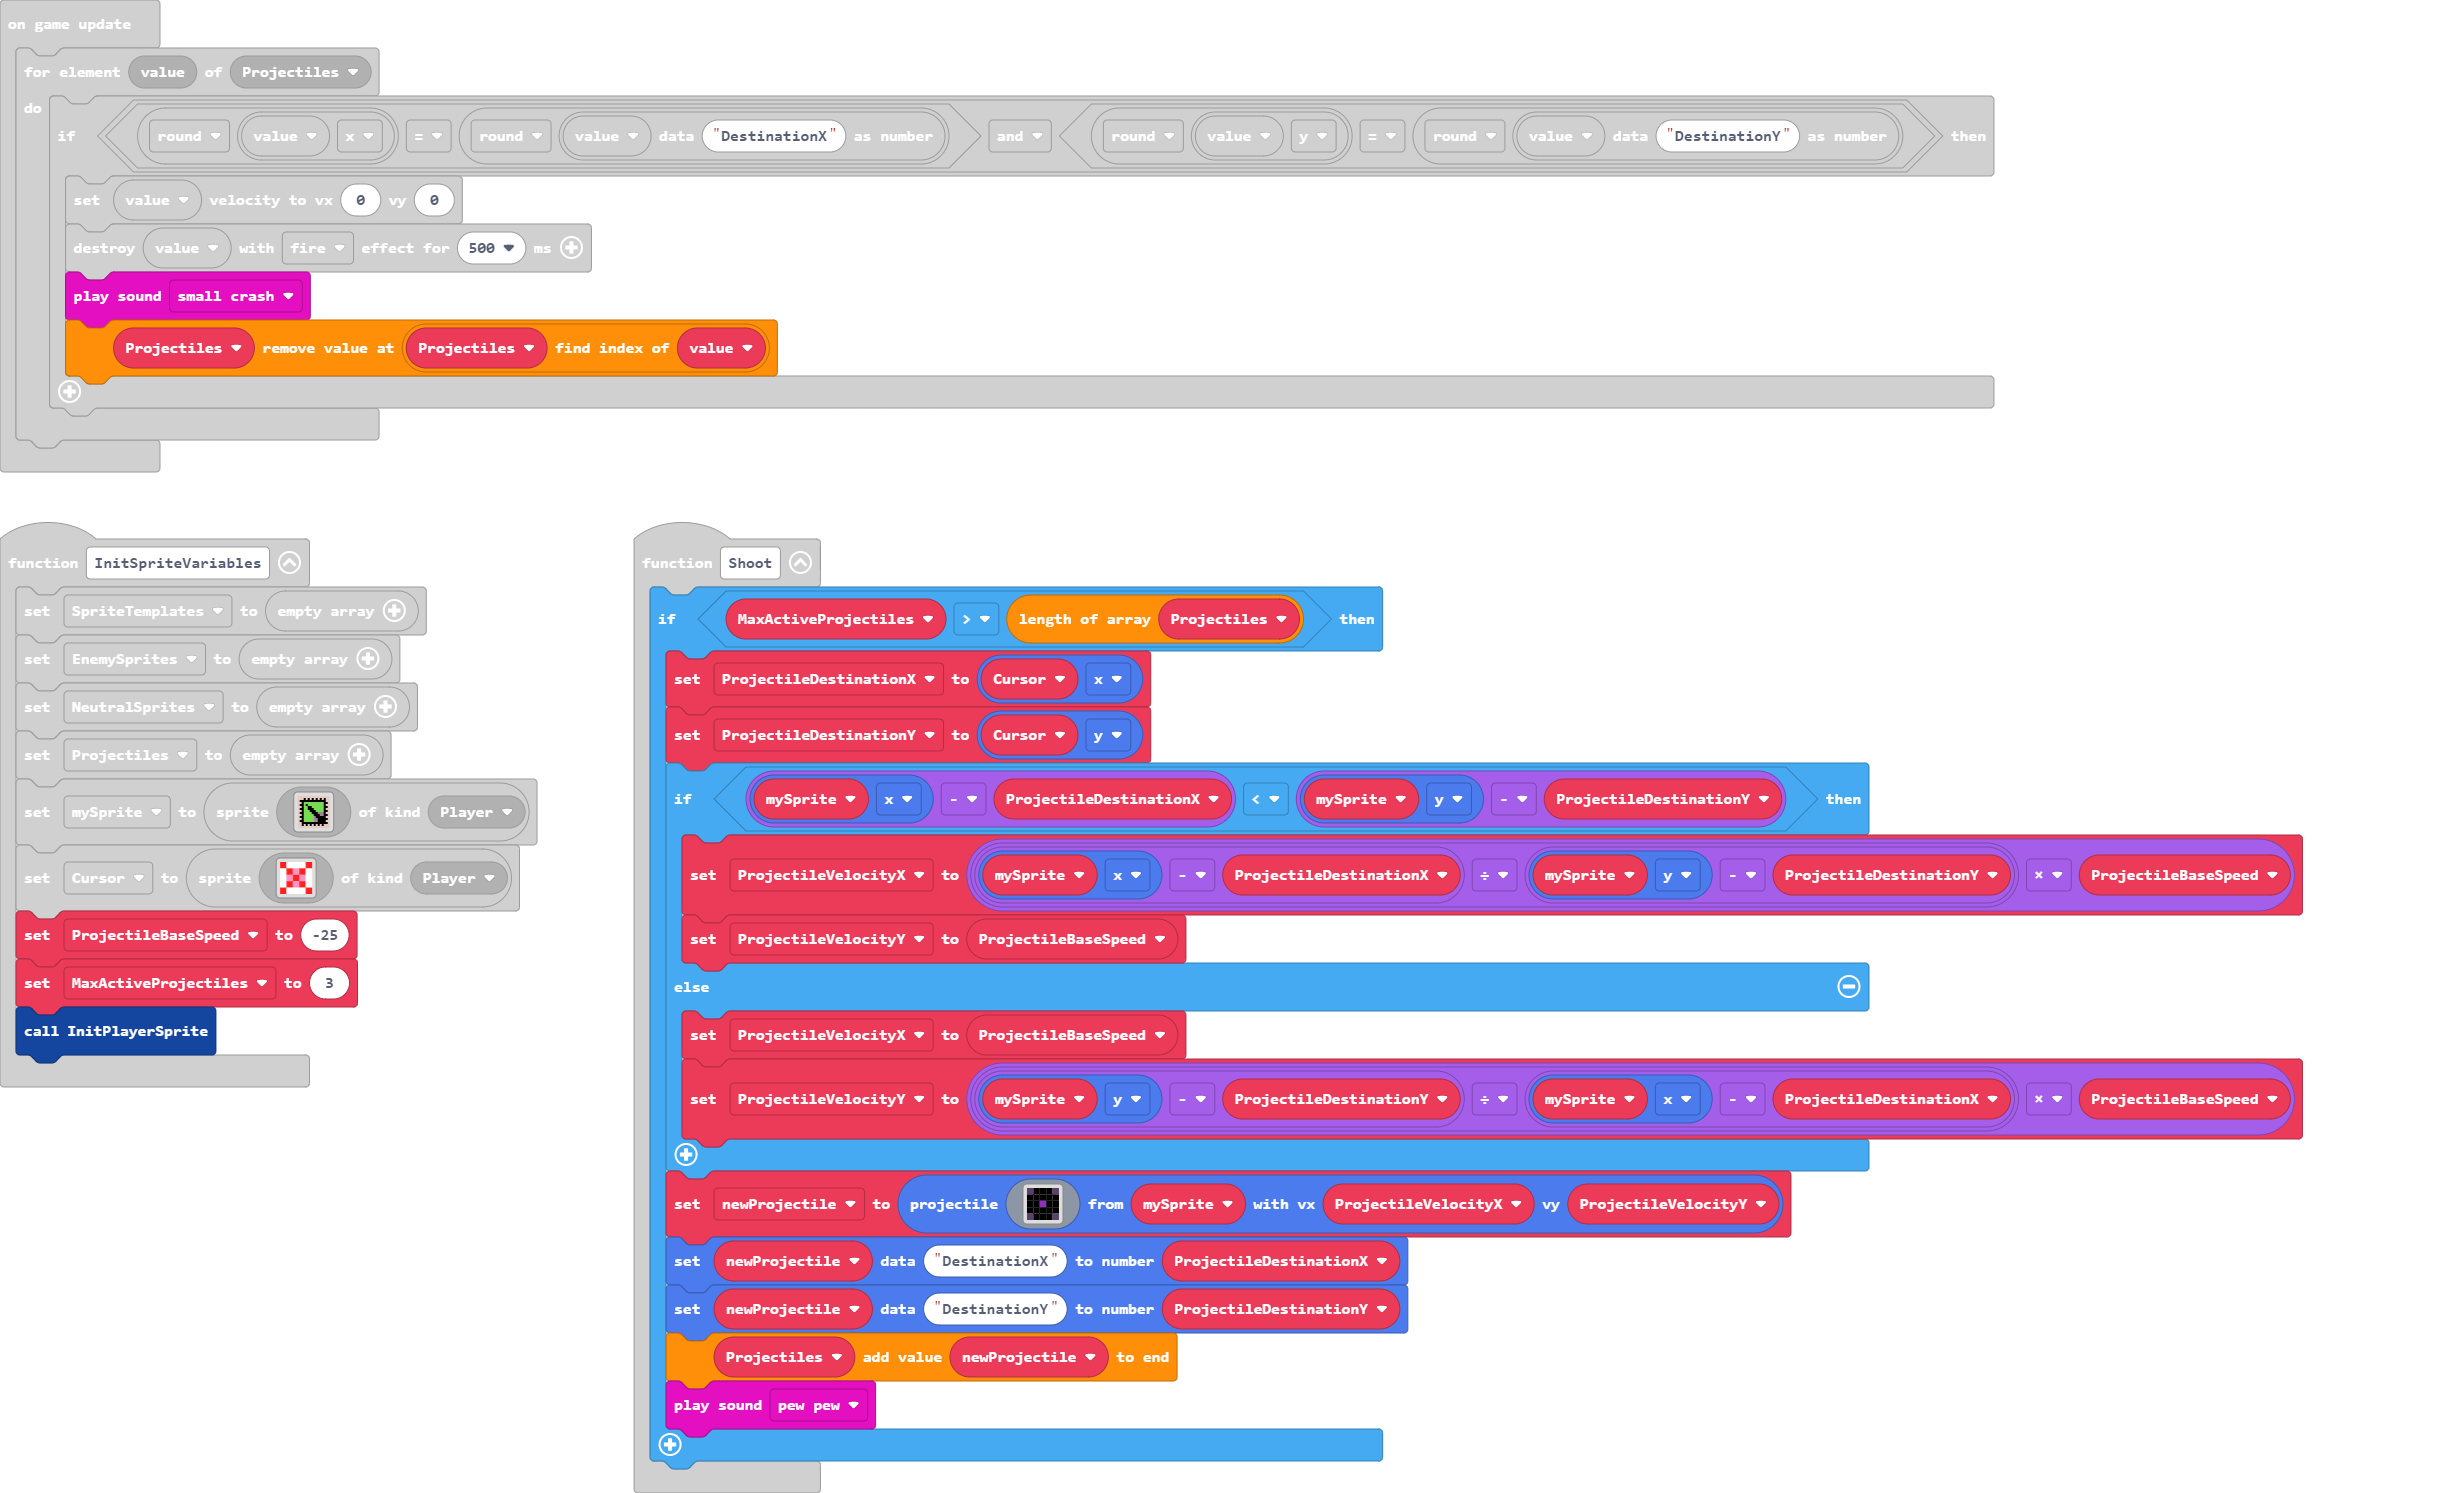 on game update
for element value of Projectiles
do
if round value x = round value data "DestinationX" as number and round value y = round value data "DestinationY" as number then
set value velocity to vx 0 vy 0
destroy value with fire effect for 500 ms
play sound small crash
Projectiles remove value at Projectiles find index of value
function InitSpriteVariables
set SpriteTemplates to empty array
set EnemySprites to empty array
set NeutralSprites to empty array
set Projectiles to empty array
set mySprite to sprite of kind Player
set Cursor to sprite of kind Player
set ProjectileBaseSpeed to -25
set MaxActiveProjectiles to 3
call InitPlayerSprite
function Shoot
if MaxActiveProjectiles > length of array Projectiles then
set ProjectileDestinationX to Cursor x
set ProjectileDestinationY to Cursor y
if mySprite x - ProjectileDestinationX < mySprite y - ProjectileDestinationY then
set ProjectileVelocityX to mySprite x - ProjectileDestinationX ÷ mySprite y - ProjectileDestinationY × ProjectileBaseSpeed
set ProjectileVelocityY to ProjectileBaseSpeed
else
set ProjectileVelocityX to ProjectileBaseSpeed
set ProjectileVelocityY to mySprite y - ProjectileDestinationY ÷ mySprite x - ProjectileDestinationX × ProjectileBaseSpeed
set newProjectile to projectile from mySprite with vx ProjectileVelocityX vy ProjectileVelocityY
set newProjectile data "DestinationX" to number ProjectileDestinationX
set newProjectile data "DestinationY" to number ProjectileDestinationY
Projectiles add value newProjectile to end
play sound pew pew